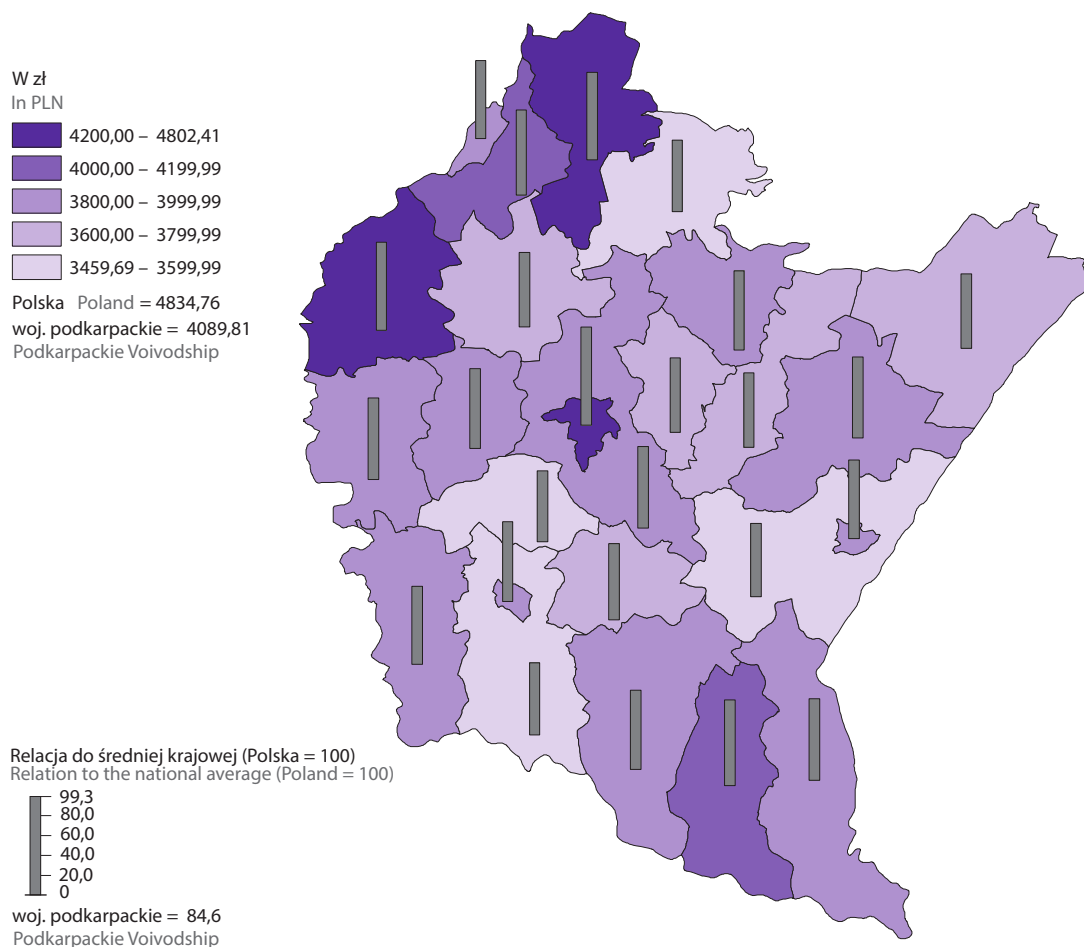 W zł
In PLN
4200,00 – 4802,41
4000,00 – 4199,99
3800,00 – 3999,99
3600,00 – 3799,99
3459,69 – 3599,99
Polska Poland = 4834,76
woj. podkarpackie = 4089,81
Podkarpackie Voivodship
Relacja do średniej krajowej (Polska = 100)
Relation to the national average (Poland = 100)
99,3
80,0
60,0
40,0
20,0
0
woj. podkarpackie = 84,6
Podkarpackie Voivodship